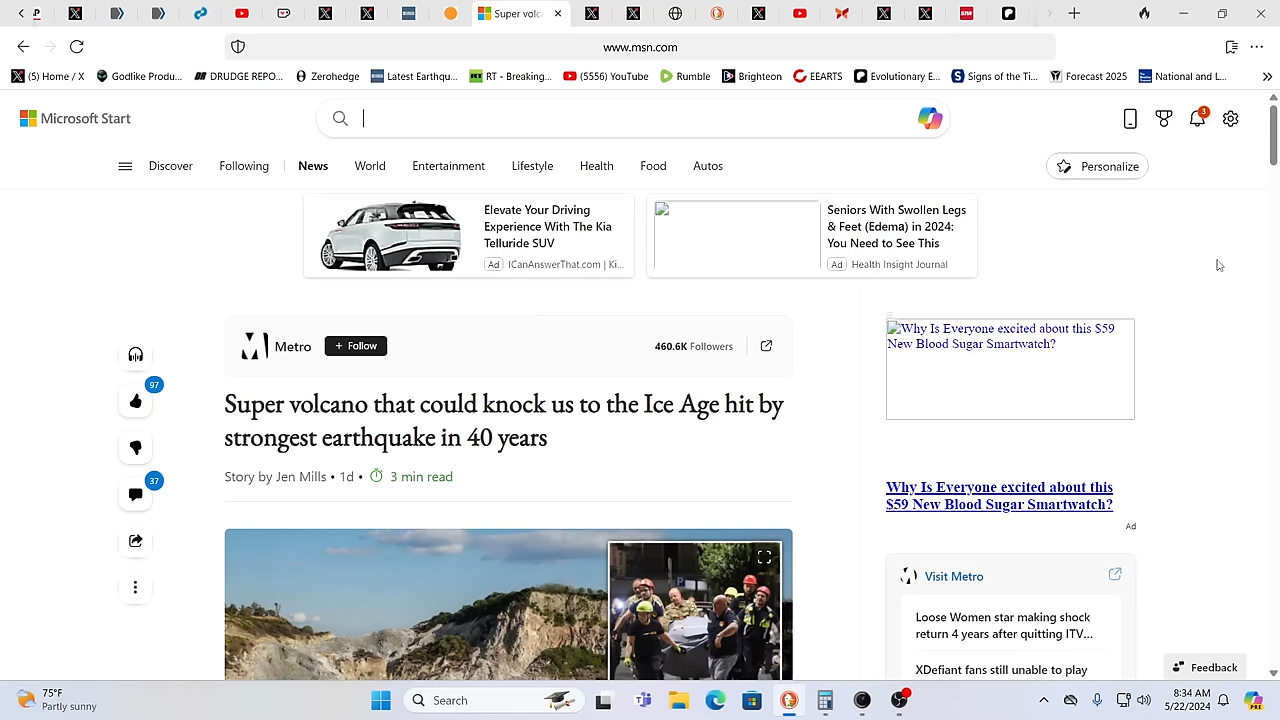 Super volc
www.msn.com
(5) Home / X
Godlike Produ...
DRUDGE REPO...
Zerohedge
Latest Earthqu...
RT - Breaking...
(5556) YouTube
Rumble
Brighteon
EEARTS
Evolutionary E...
Signs of the Ti...
Forecast 2025
National and L...
Microsoft Start
3
Discover
Following
News
World
Entertainment
Lifestyle
Health
Food
Autos
Personalize
Elevate Your Driving
Experience With The Kia
Telluride SUV
Ad ICanAnswerThat.com | Ki...
Seniors With Swollen Legs
& Feet (Edema) in 2024:
You Need to See This
Ad Health Insight Journal
Metro
+ Follow
460.6K Followers
97
37
Super volcano that could knock us to the Ice Age hit by
strongest earthquake in 40 years
Story by Jen Mills • 1d • 3 min read
Why Is Everyone excited about this $59
New Blood Sugar Smartwatch?
Why Is Everyone excited about this
$59 New Blood Sugar Smartwatch?
Ad
Visit Metro
Loose Women star making shock
return 4 years after quitting ITV...
XDefiant fans still unable to play
Feedback
75°F
Partly sunny
Search
8:34 AM
5/22/2024